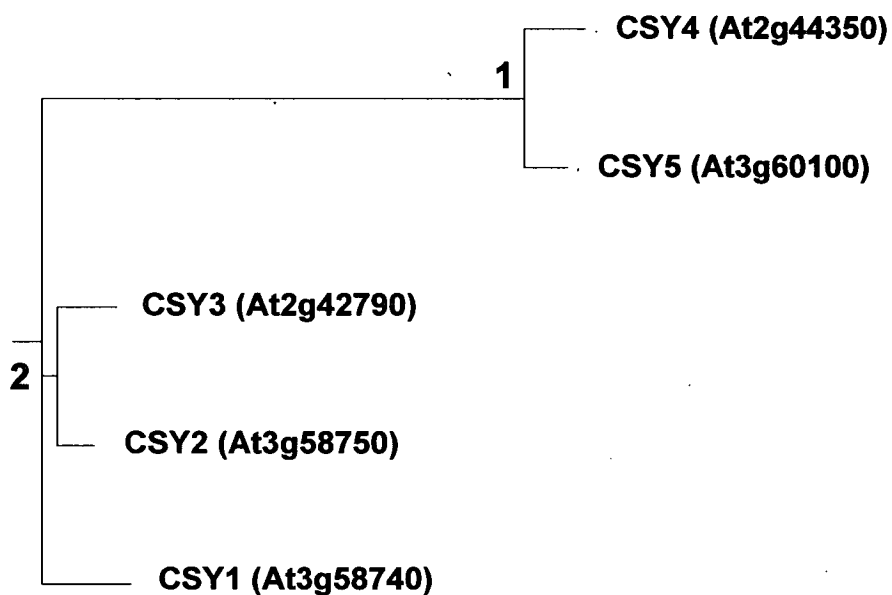 CSY4 (At2g44350)
1
CSY5 (At3g60100)
CSY3 (At2g42790)
2
CSY2 (At3g58750)
CSY1 (At3g58740)